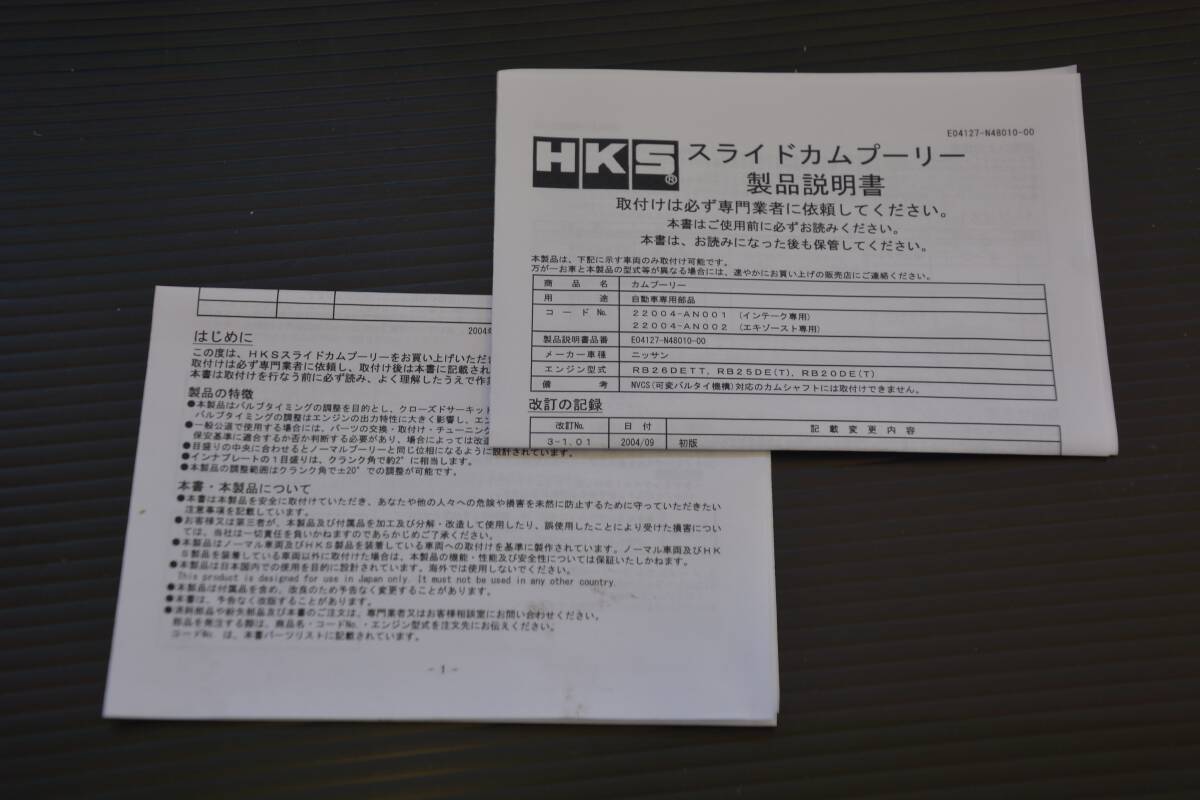 E04127-N48010-00
HKS® スライドカムプーリー
製品説明書
取付けは必ず専門業者に依頼してください。
本書はご使用前に必ずお読みください。
本書は、お読みになった後も保管してください。
本製品は、下記に示す車両のみ取付け可能です。
万が一お車と本製品の型式等が異なる場合には、速やかにお買い上げの販売店にご連絡ください。
商品名 カムプーリー
用途 自動車専用部品
コードNo. 22004-AN001 (インテーク専用)
22004-AN002 (エキゾースト専用)
製品説明書品番 E04127-N48010-00
メーカー車種 ニッサン
エンジン型式 RB26DETT, RB25DE(T), RB20DE(T)
備考 NVCS(可変バルタイ機構)対応のカムシャフトには取付けできません。
改訂の記録
改訂No. 日付 記載変更内容
3-1.01 2004/09 初版
2004年
はじめに
この度は、HKSスライドカムプーリーをお買い上げいただき
取付けは必ず専門業者に依頼し、取付け後は本書に記載され
本書は取付けを行なう前に必ず読み、よく理解したうえで作
製品の特徴
●本製品はバルブタイミングの調整を目的とし、クローズドサーキット
バルブタイミングの調整はエンジンの出力特性に大きく影響し、エン
●一般公道で使用する場合には、パーツの交換・取付け・チューニング
保安基準に適合するか否か判断する必要があり、場合によっては改造
●目盛りの中央に合わせるとノーマルプーリーと同じ位相になるように設計されています。
●インナプレートの1目盛りは、クランク角で約2°に相当します。
●本製品の調整範囲はクランク角で±20°での調整が可能です。
本書・本製品について
●本書は本製品を安全に取付けていただき、あなたや他の人々への危険や損害を未然に防止するために守っていただきたい
注意事項を記載しています。
●お客様又は第三者が、本製品及び付属品を加工及び分解・改造して使用したり、誤使用したことにより受けた損害につい
ては、当社は一切責任を負いかねますのであらかじめご了承ください。
●本製品はノーマル車両及びHKS製品を装着している車両への取付けを基準に製作されています。ノーマル車両及びHK
S製品を装着している車両以外に取付けた場合は、本製品の機能・性能及び安全性については保証いたしかねます。
●本製品は日本国内での使用を目的に設計されています。海外では使用しないでください。
This product is designed for use in Japan only. It must not be used in any other country.
●本製品は付属品を含め、改良のため予告なく変更することがあります。
●本書は、予告なく改版することがあります。
●消耗部品や紛失部品及び本書のご注文は、専門業者又はお客様相談室にお問い合わせください。
部品を発注する際は、商品名・コードNo.・エンジン型式を注文先にお伝えください。
コードNo. は、本書パーツリストに記載されています。
- 1 -